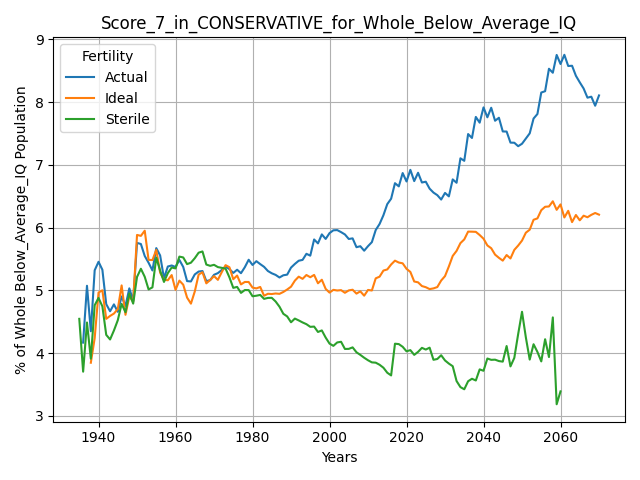 Score_7_in_CONSERVATIVE_for_Whole_Below_Average_IQ
Fertility
Actual
Ideal
Sterile
% of Whole Below_Average_IQ Population
9
8
7
6
5
4
3
1940
1960
1980
2000
2020
2040
2060
Years